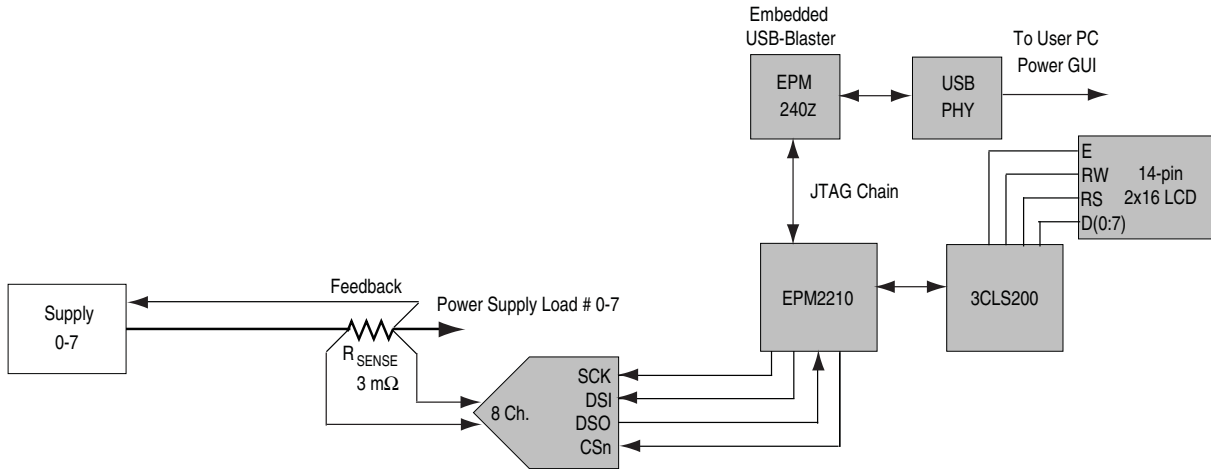 Embedded
USB-Blaster
EPM
240Z
USB
PHY
To User PC
Power GUI
E
RW
RS
D(0:7)
14-pin
2x16 LCD
JTAG Chain
EPM2210
3CLS200
Supply
0-7
Feedback
Power Supply Load # 0-7
R SENSE
3 mΩ
8 Ch.
SCK
DSI
DSO
CSn